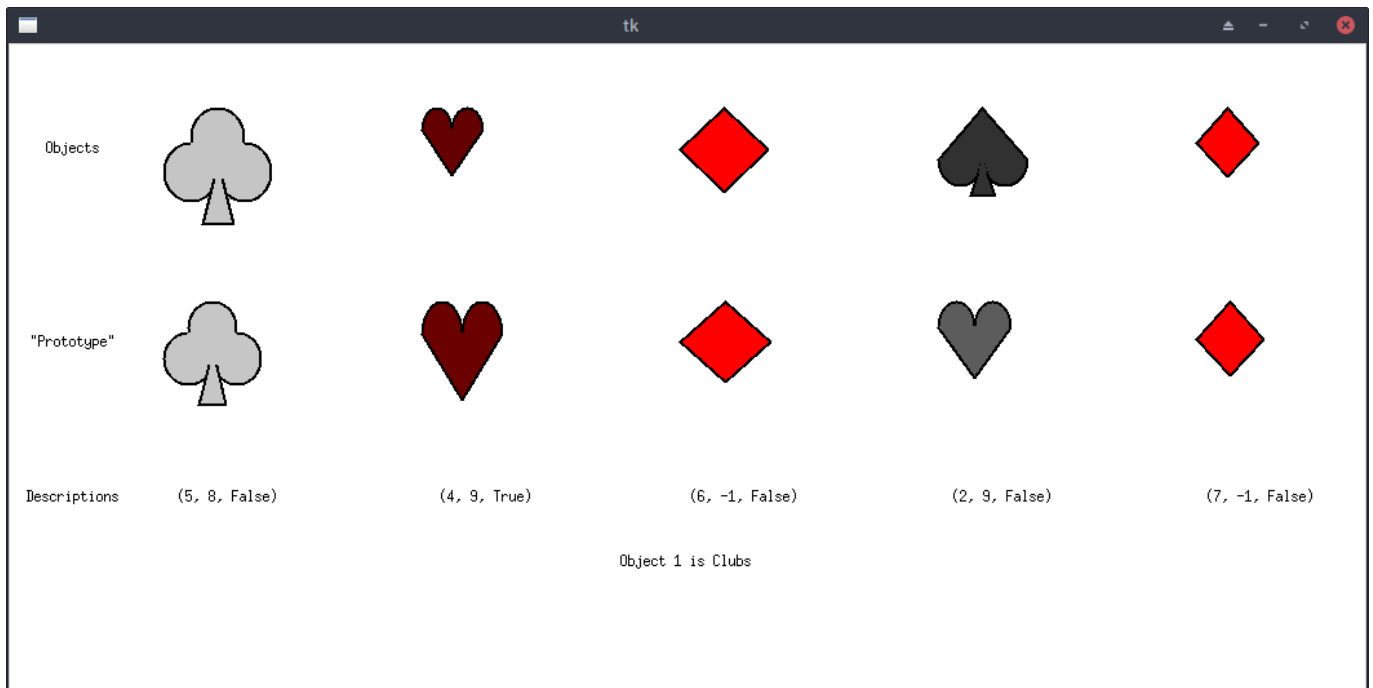 tk
Objects
"Prototype"
Descriptions (5, 8, False) (4, 9, True) (6, -1, False) (2, 9, False) (7, -1, False)
Object 1 is Clubs